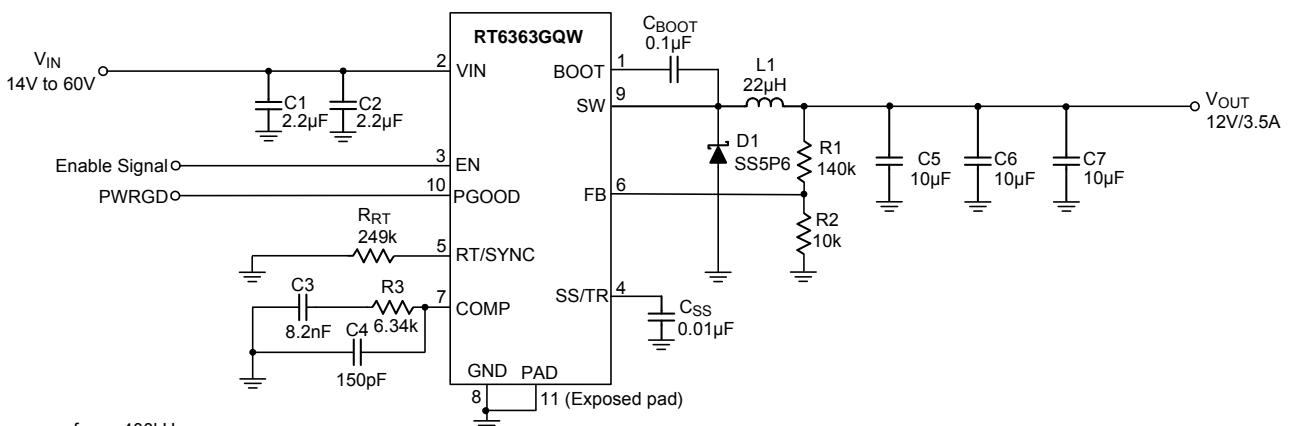 RT6363GQW
VIN
14V to 60V
2
VIN
C1
2.2µF
C2
2.2µF
Enable Signal
3
EN
PWRGD
10
PGOOD
RRT
249k
5
RT/SYNC
C3
8.2nF
R3
6.34k
7
COMP
C4
150pF
GND
PAD
8
11 (Exposed pad)
BOOT
1
CBOOT
0.1µF
SW
9
L1
22µH
D1
SS5P6
R1
140k
FB
6
R2
10k
SS/TR
4
CSS
0.01µF
C5
10µF
C6
10µF
C7
10µF
VOUT
12V/3.5A